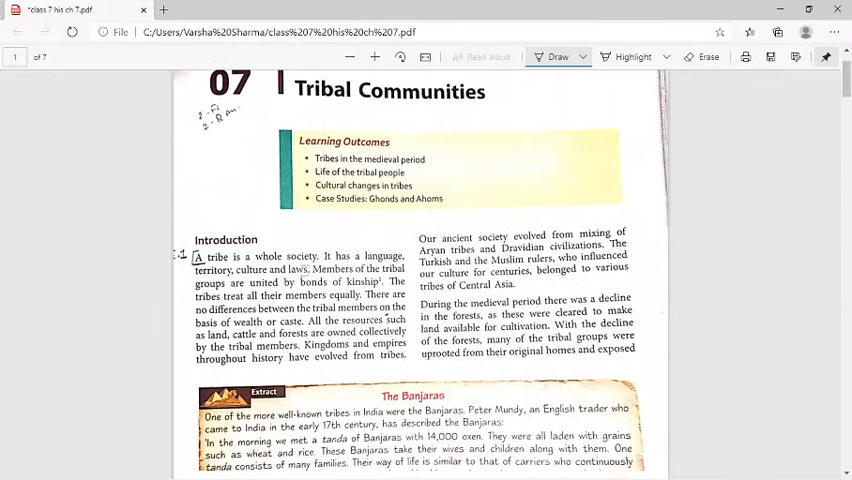 *class 7 his ch 7.pdf
File C:/Users/Varsha%20Sharma/class%207%20his%20ch%207.pdf
1 of 7
Read aloud Draw Highlight Erase
07 Tribal Communities
Learning Outcomes
• Tribes in the medieval period
• Life of the tribal people
• Cultural changes in tribes
• Case Studies: Ghonds and Ahoms
Introduction
A tribe is a whole society. It has a language,
territory, culture and laws. Members of the tribal
groups are united by bonds of kinship¹. The
tribes treat all their members equally. There are
no differences between the tribal members on the
basis of wealth or caste. All the resources such
as land, cattle and forests are owned collectively
by the tribal members. Kingdoms and empires
throughout history have evolved from tribes.
Our ancient society evolved from mixing of
Aryan tribes and Dravidian civilizations. The
Turkish and the Muslim rulers, who influenced
our culture for centuries, belonged to various
tribes of Central Asia.
During the medieval period there was a decline
in the forests, as these were cleared to make
land available for cultivation. With the decline
of the forests, many of the tribal groups were
uprooted from their original homes and exposed
Extract
The Banjaras
One of the more well-known tribes in India were the Banjaras. Peter Mundy, an English trader who
came to India in the early 17th century, has described the Banjaras:
'In the morning we met a tanda of Banjaras with 14,000 oxen. They were all laden with grains
such as wheat and rice. These Banjaras take their wives and children along with them. One
tanda consists of many families. Their way of life is similar to that of carriers who continuously